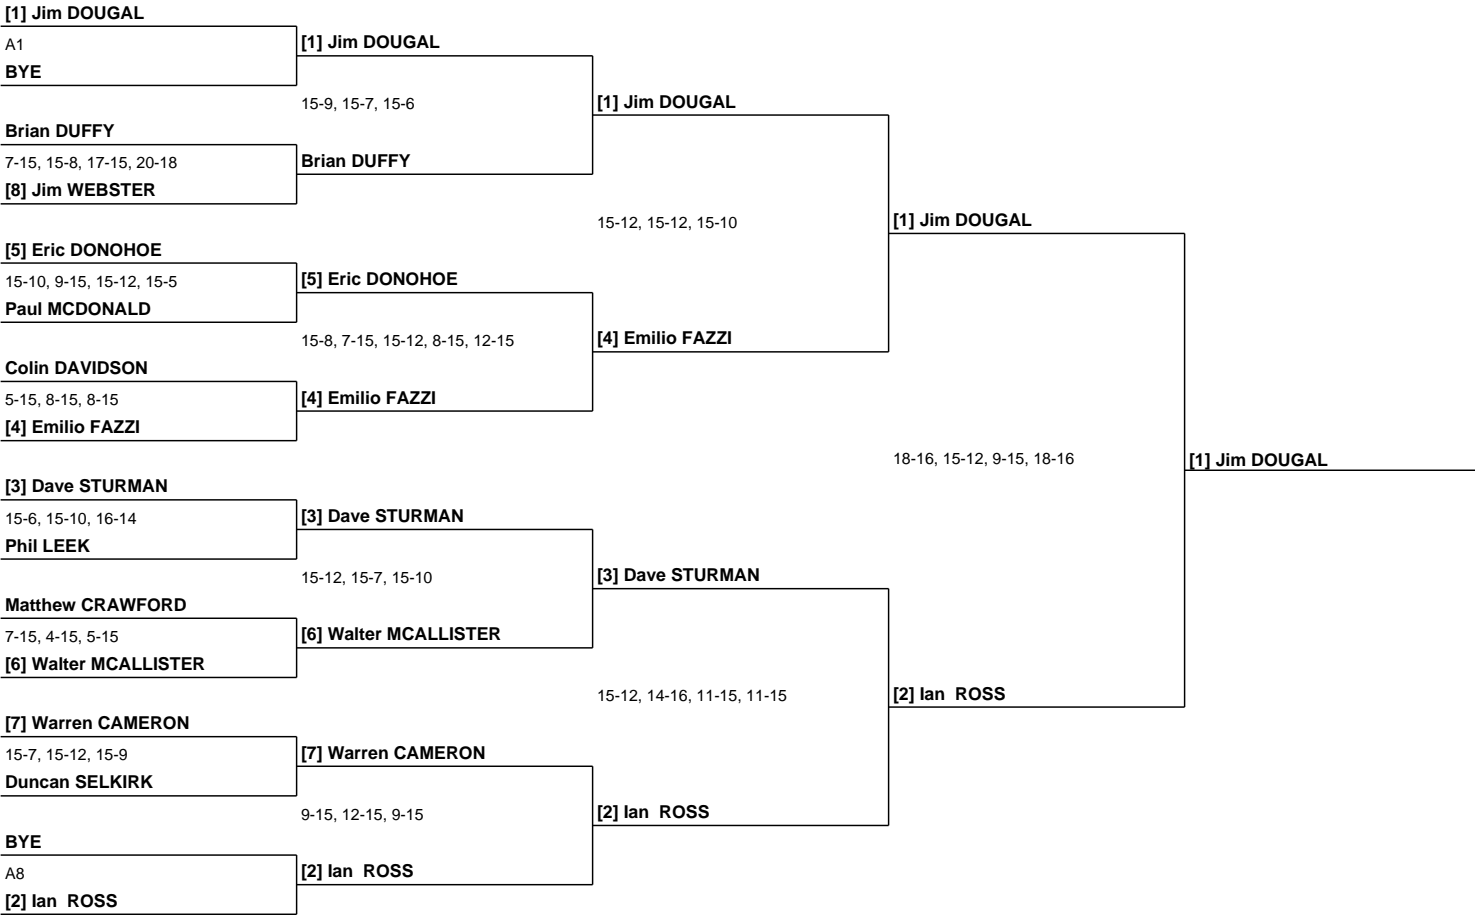 [1] Jim DOUGAL
A1
BYE
Brian DUFFY
7-15, 15-8, 17-15, 20-18
[8] Jim WEBSTER
[5] Eric DONOHOE
15-10, 9-15, 15-12, 15-5
Paul MCDONALD
Colin DAVIDSON
5-15, 8-15, 8-15
[4] Emilio FAZZI
[3] Dave STURMAN
15-6, 15-10, 16-14
Phil LEEK
Matthew CRAWFORD
7-15, 4-15, 5-15
[6] Walter MCALLISTER
[7] Warren CAMERON
15-7, 15-12, 15-9
Duncan SELKIRK
BYE
A8
[2] Ian  ROSS
[1] Jim DOUGAL
15-9, 15-7, 15-6
Brian DUFFY
[5] Eric DONOHOE
15-8, 7-15, 15-12, 8-15, 12-15
[4] Emilio FAZZI
[3] Dave STURMAN
15-12, 15-7, 15-10
[6] Walter MCALLISTER
[7] Warren CAMERON
9-15, 12-15, 9-15
[2] Ian  ROSS
[1] Jim DOUGAL
15-12, 15-12, 15-10
[4] Emilio FAZZI
[3] Dave STURMAN
15-12, 14-16, 11-15, 11-15
[2] Ian  ROSS
[1] Jim DOUGAL
18-16, 15-12, 9-15, 18-16
[2] Ian  ROSS
[1] Jim DOUGAL